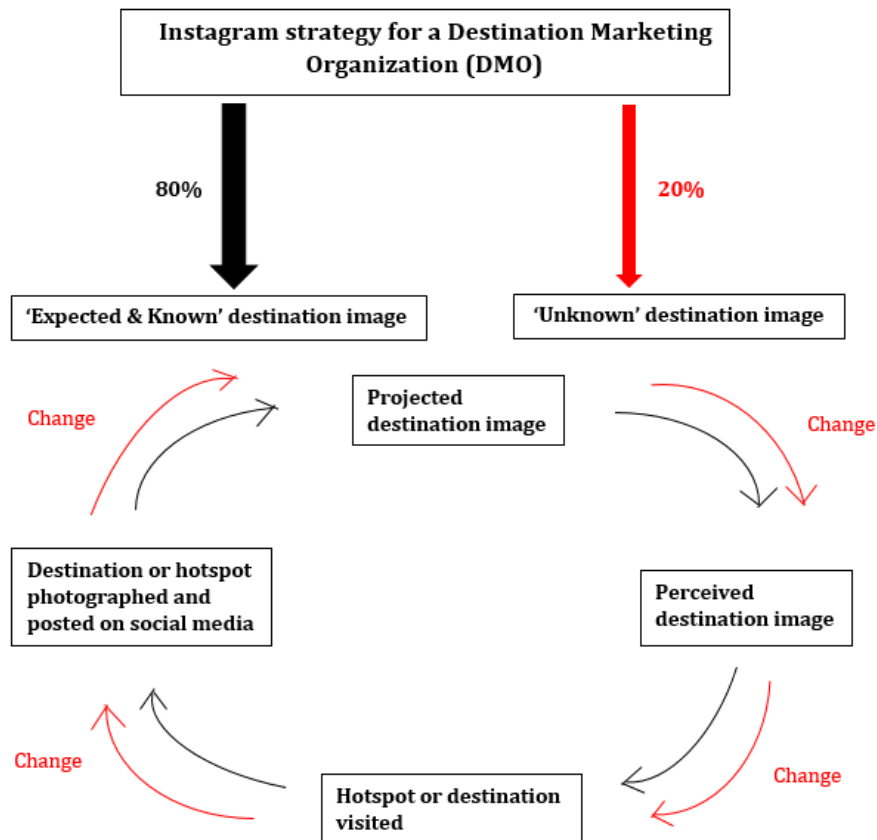 Instagram strategy for a Destination Marketing
Organization (DMO)
80%
20%
‘Expected & Known’ destination image
‘Unknown’ destination image
Projected
destination image
Change
Change
Destination or hotspot
photographed and
posted on social media
Perceived
destination image
Change
Change
Hotspot or destination
visited